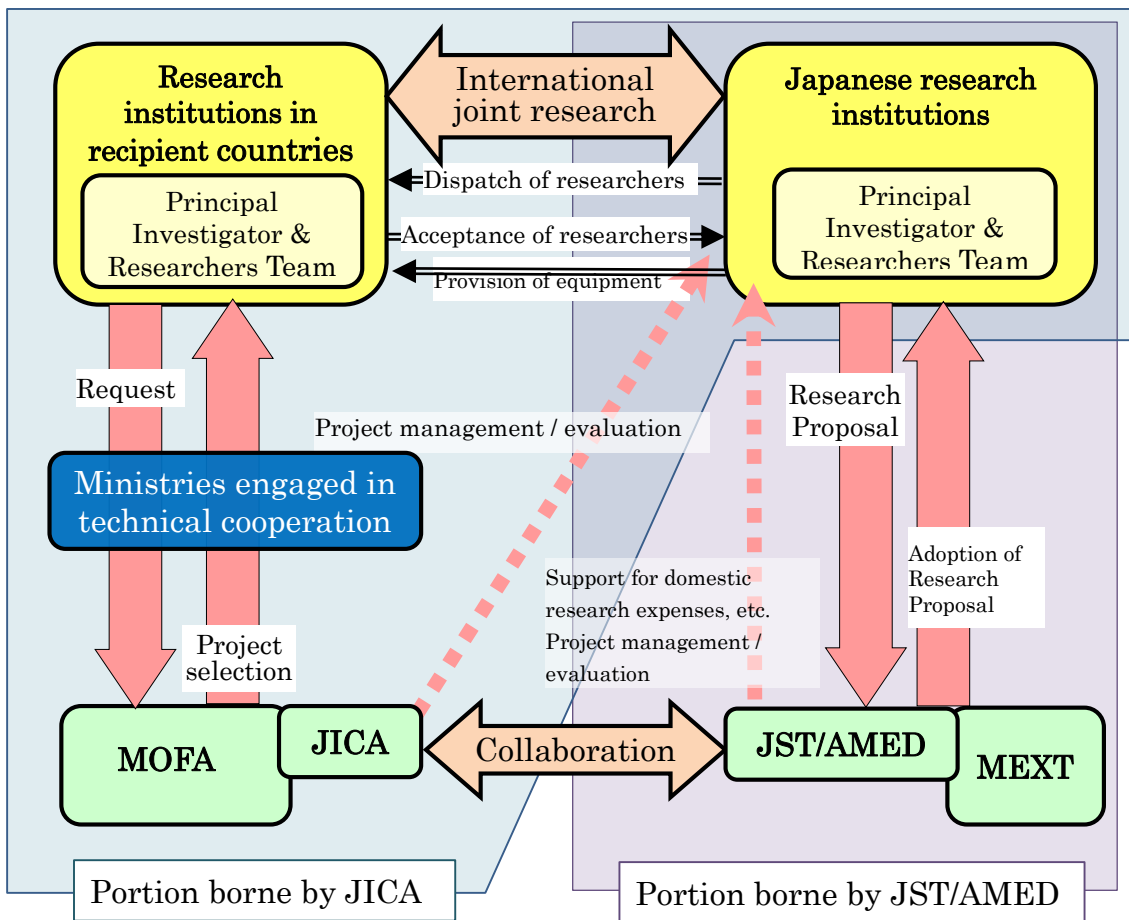 Research
institutions in
recipient countries
Principal
Investigator &
Researchers Team
International
joint research
Japanese research
institutions
Principal
Investigator &
Researchers Team
Dispatch of researchers
Acceptance of researchers
Provision of equipment
Request
Project management / evaluation
Research
Proposal
Ministries engaged in
technical cooperation
Adoption of
Research
Proposal
Support for domestic
research expenses, etc.
Project management /
evaluation
Project
selection
MOFA
JICA
Collaboration
JST/AMED
MEXT
Portion borne by JICA
Portion borne by JST/AMED